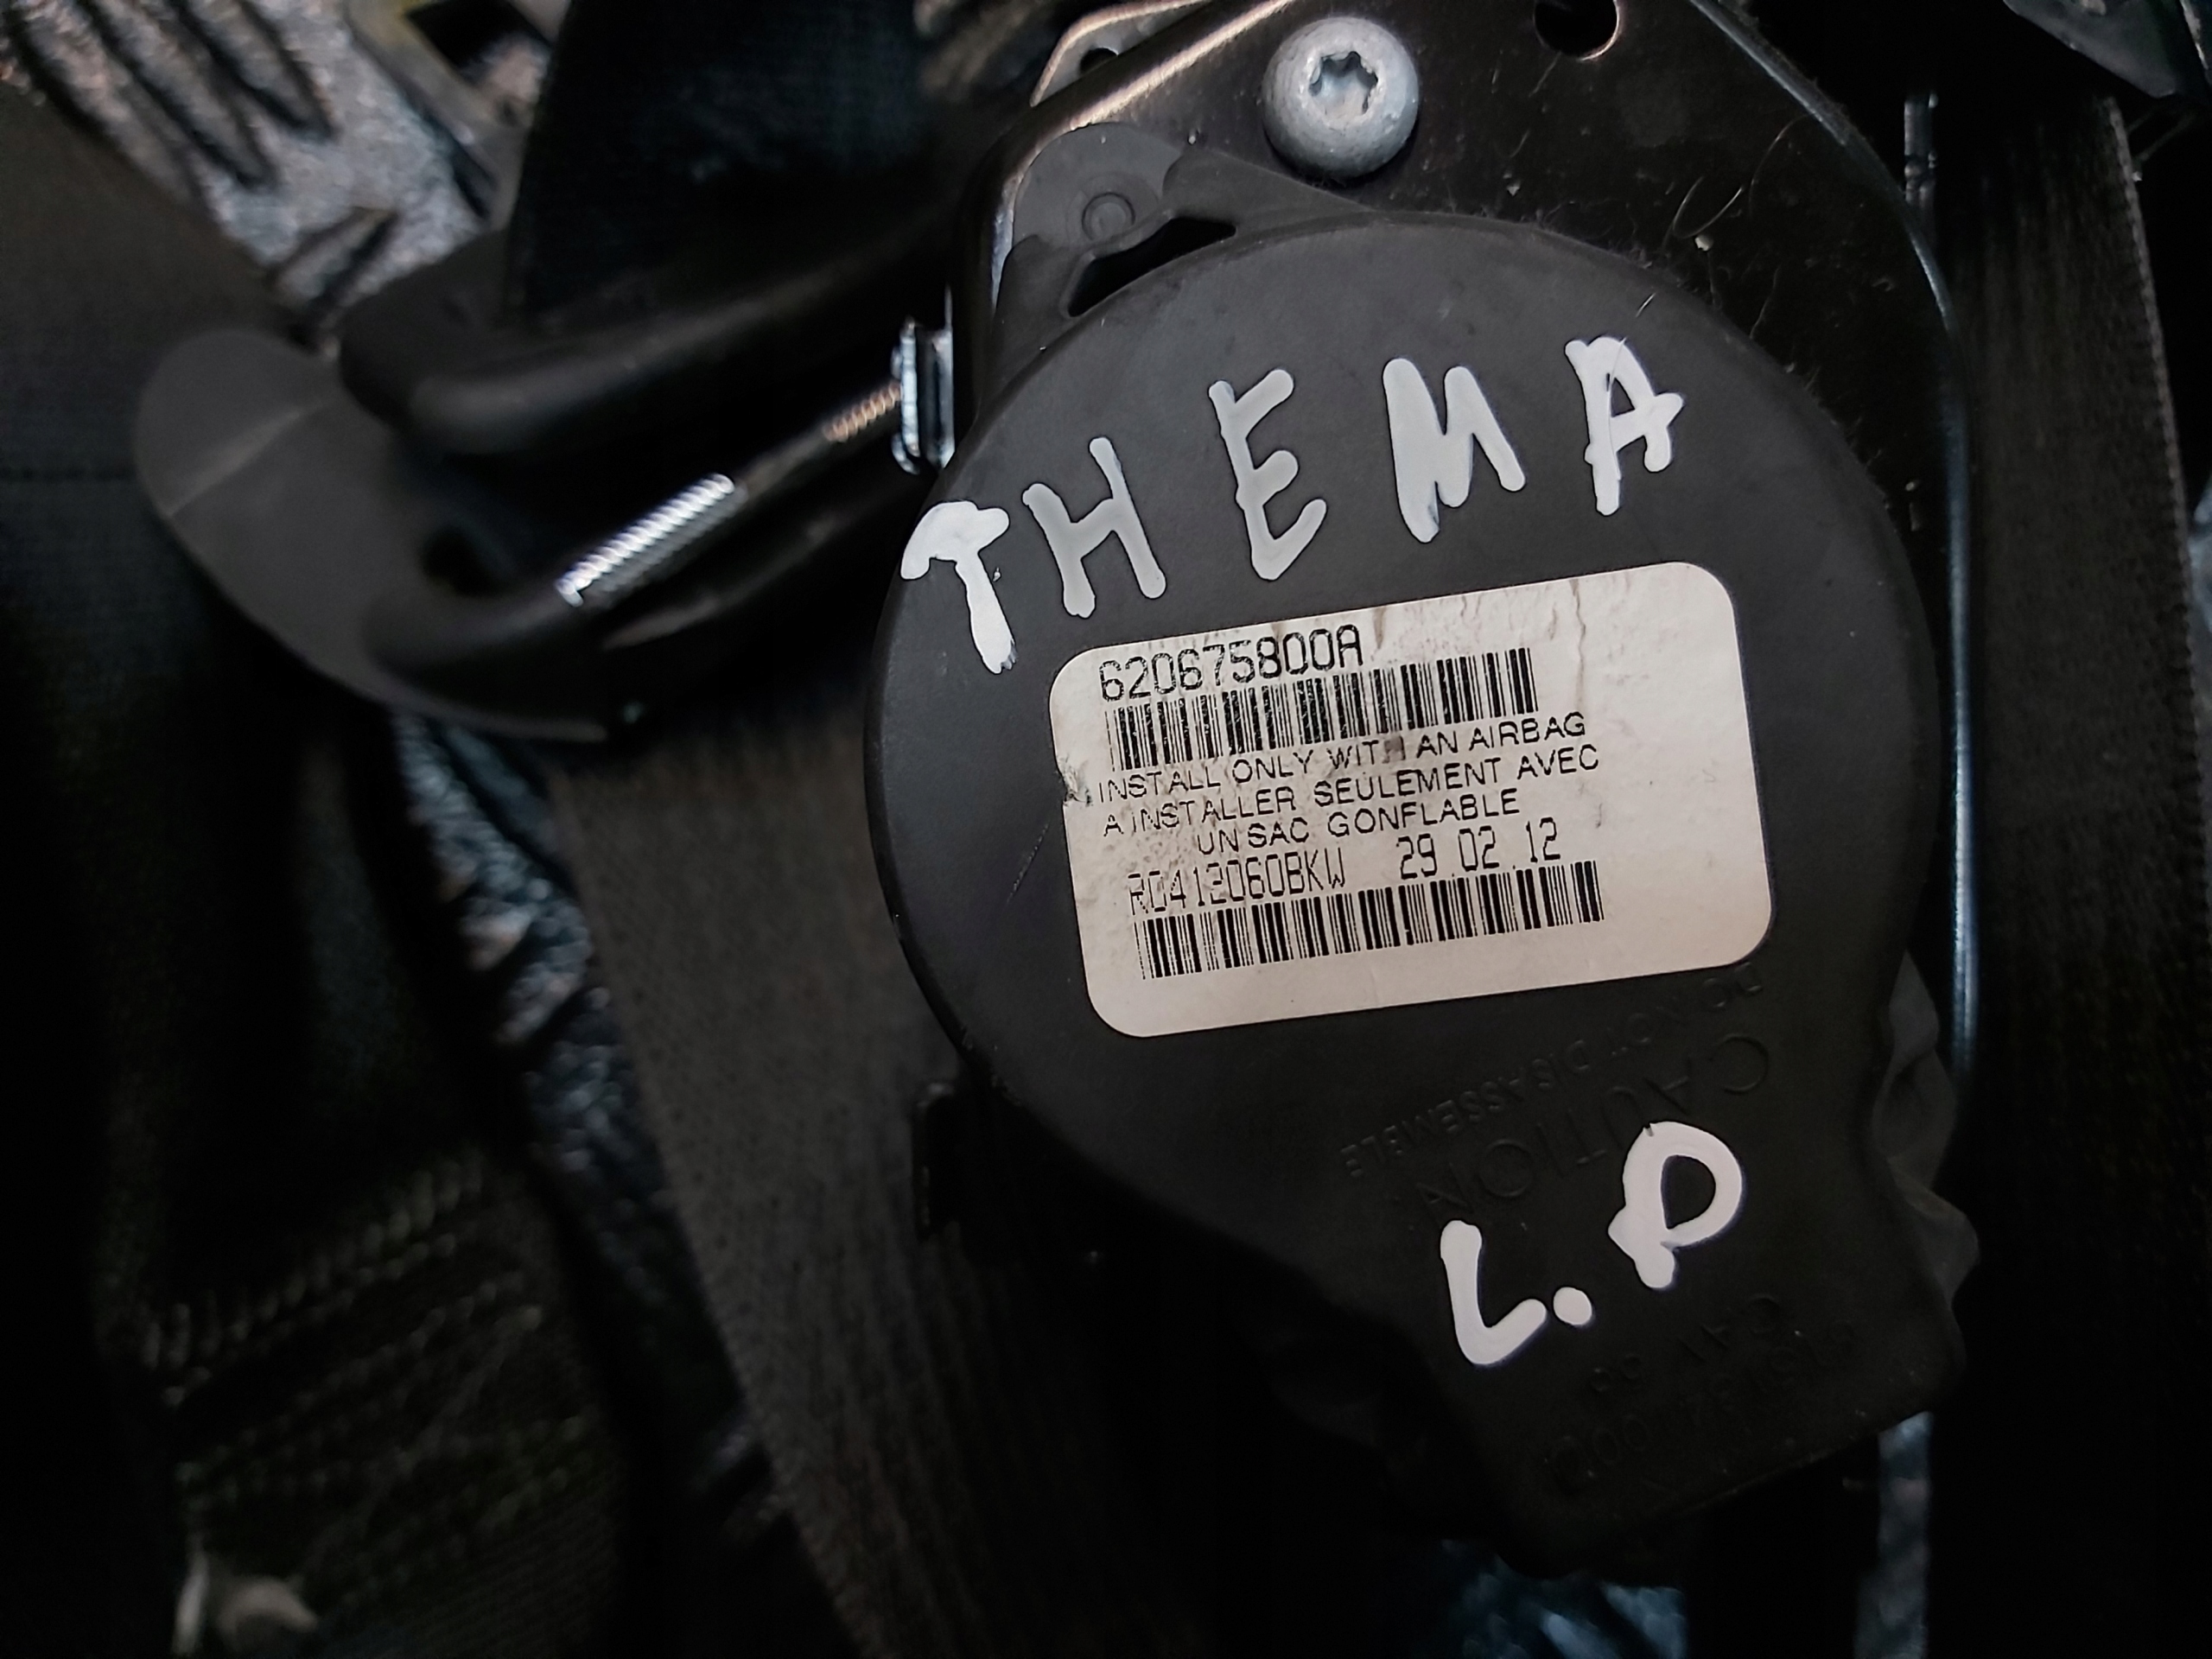 THEMA
620675800A
INSTALL ONLY WITH AN AIRBAG
A INSTALLER SEULEMENT AVEC
UN SAC GONFLABLE
R0412060BKW 29.02.12
DO NOT DISASSEMBLE
CAUTION
L.P